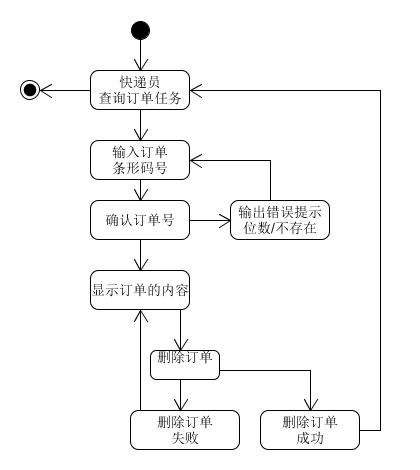 快递员
查询订单任务
输入订单
条形码号
确认订单号
输出错误提示
位数/不存在
显示订单的内容
删除订单
删除订单
失败
删除订单
成功